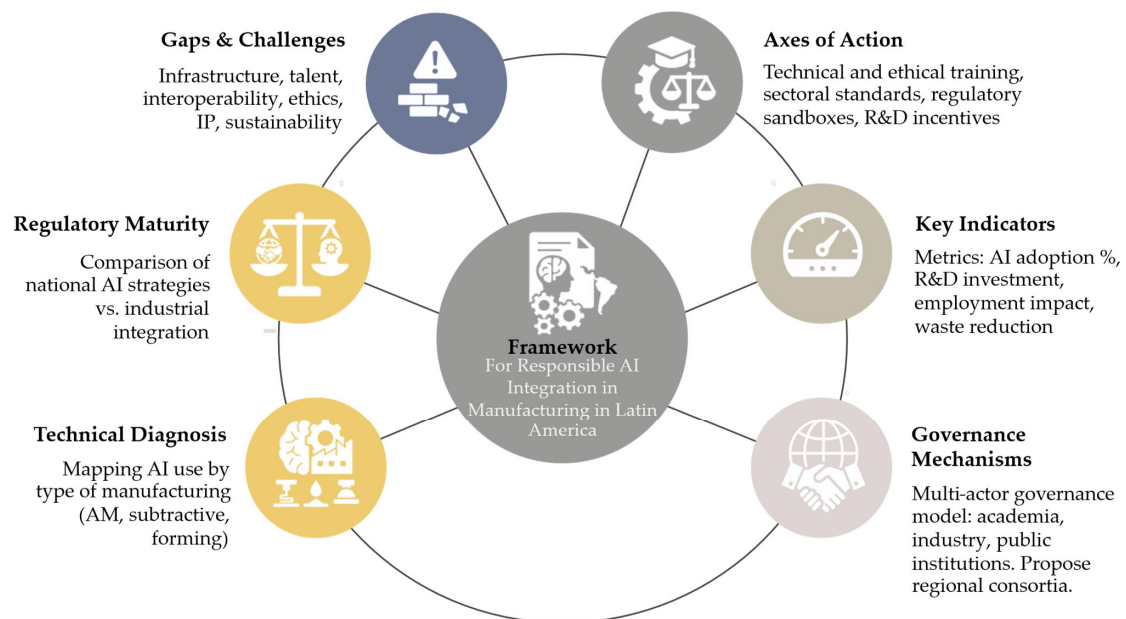 Gaps & Challenges
Infrastructure, talent,
interoperability, ethics,
IP, sustainability
Axes of Action
Technical and ethical training,
sectoral standards, regulatory
sandboxes, R&D incentives
Regulatory Maturity
Comparison of
national AI strategies
vs. industrial
integration
Key Indicators
Metrics: AI adoption %,
R&D investment,
employment impact,
waste reduction
Framework
For Responsible AI
Integration in
Manufacturing in Latin
America
Technical Diagnosis
Mapping AI use by
type of manufacturing
(AM, subtractive,
forming)
Governance
Mechanisms
Multi-actor governance
model: academia,
industry, public
institutions. Propose
regional consortia.